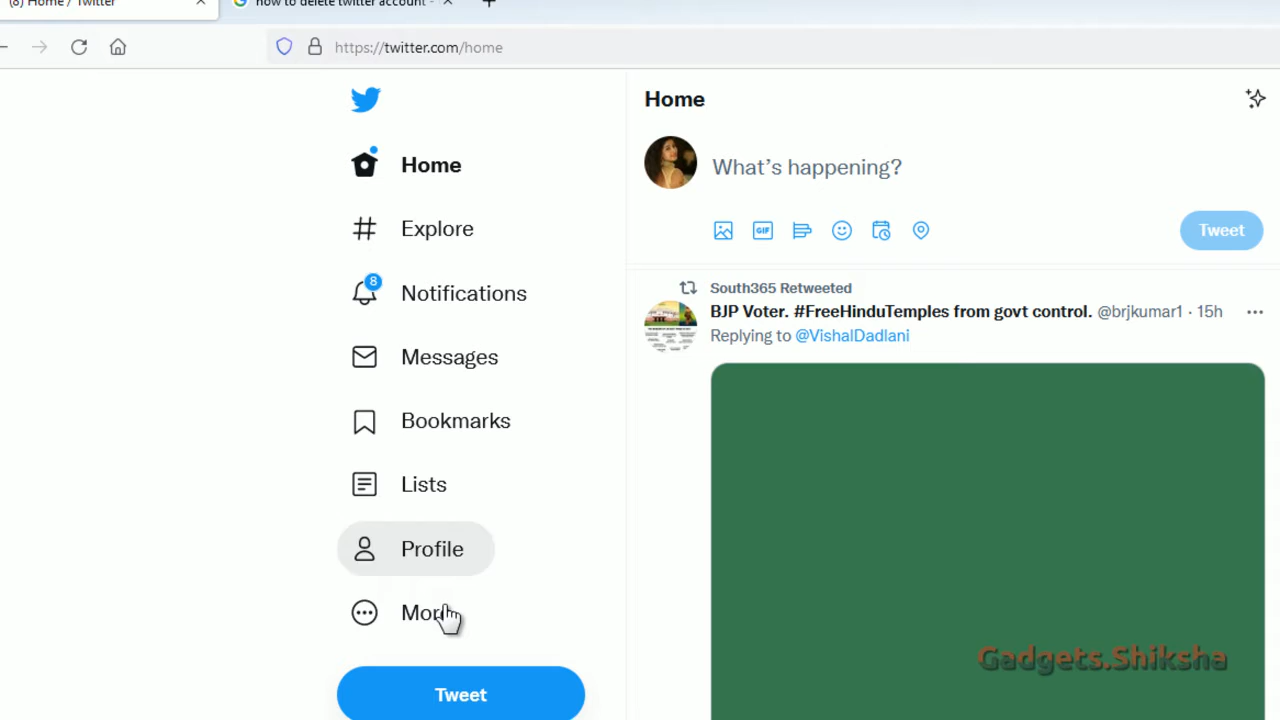 (8) Home / Twitter
how to delete twitter account -
https://twitter.com/home
Home
Home
What's happening?
Explore
GIF
Tweet
8
Notifications
South365 Retweeted
BJP Voter. #FreeHinduTemples from govt control. @brjkumar1 · 15h
Replying to @VishalDadlani
Messages
Bookmarks
Lists
Profile
More
Tweet
Gadgets.Shiksha